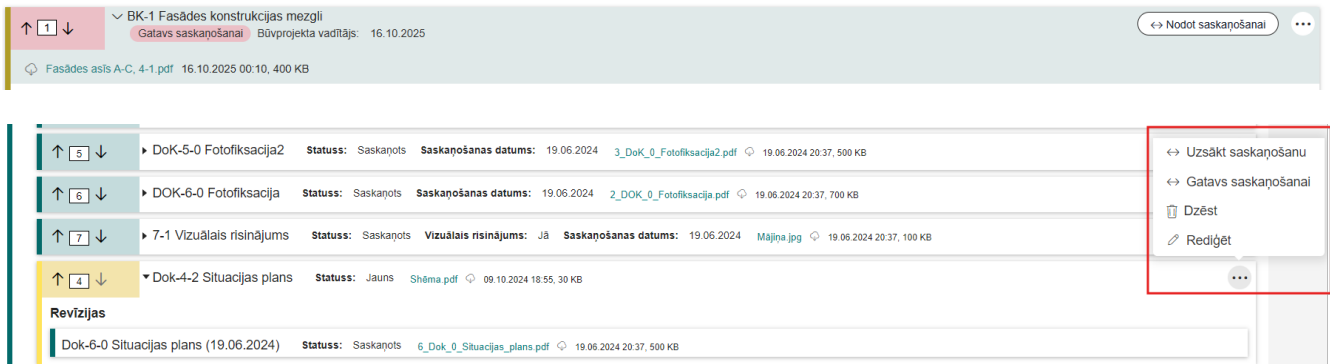 1 BK-1 Fasādes konstrukcijas mezgli
Gatavs saskaņošanai Būvprojekta vadītājs: 16.10.2025 Nodot saskaņošanai
Fasādes asīs A-C, 4-1.pdf 16.10.2025 00:10, 400 KB
5 DoK-5-0 Fotofiksacija2 Statuss: Saskaņots Saskaņošanas datums: 19.06.2024 3_DoK_0_Fotofiksacija2.pdf 19.06.2024 20:37, 500 KB
Uzsākt saskaņošanu
Gatavs saskaņošanai
6 DOK-6-0 Fotofiksacija Statuss: Saskaņots Saskaņošanas datums: 19.06.2024 2_DOK_0_Fotofiksacija.pdf 19.06.2024 20:37, 700 KB
Dzēst
7 7-1 Vizuālais risinājums Statuss: Saskaņots Vizuālais risinājums: Jā Saskaņošanas datums: 19.06.2024 Mājiņa.jpg 19.06.2024 20:37, 100 KB
Rediģēt
4 Dok-4-2 Situacijas plans Statuss: Jauns Shēma.pdf 09.10.2024 18:55, 30 KB
Revīzijas
Dok-6-0 Situacijas plans (19.06.2024) Statuss: Saskaņots 6_Dok_0_Situacijas_plans.pdf 19.06.2024 20:37, 500 KB